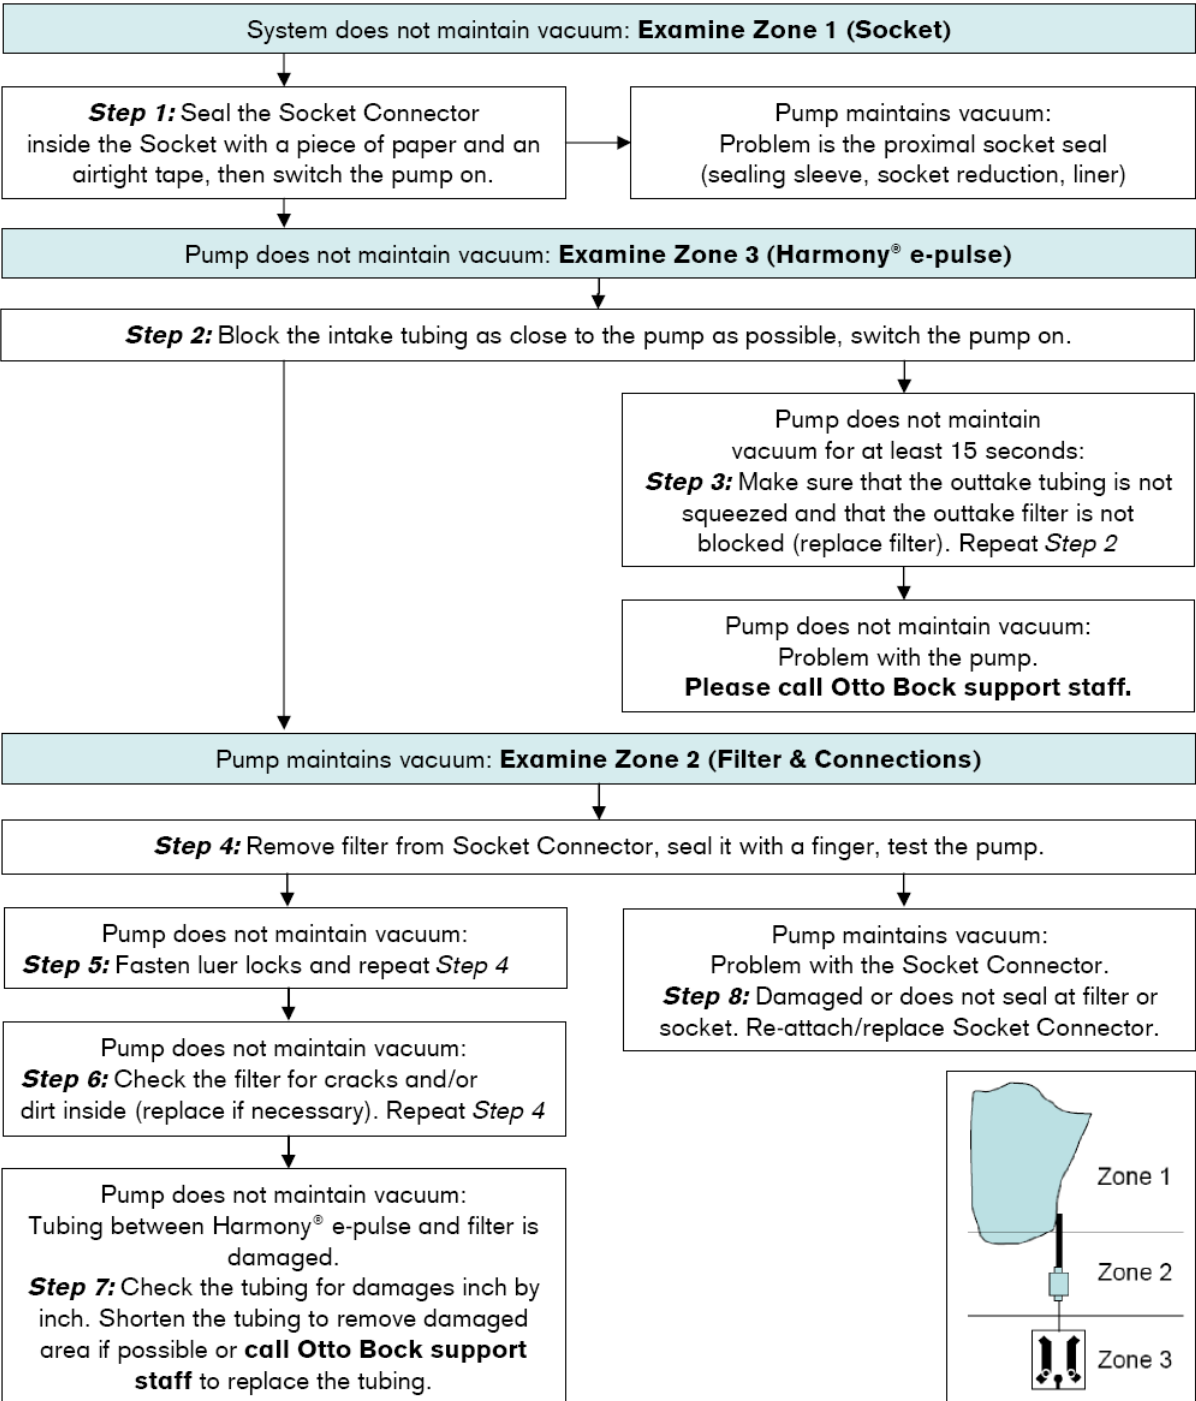 System does not maintain vacuum: Examine Zone 1 (Socket)
Step 1: Seal the Socket Connector
inside the Socket with a piece of paper and an
airtight tape, then switch the pump on.
Pump maintains vacuum:
Problem is the proximal socket seal
(sealing sleeve, socket reduction, liner)
Pump does not maintain vacuum: Examine Zone 3 (Harmony® e-pulse)
Step 2: Block the intake tubing as close to the pump as possible, switch the pump on.
Pump does not maintain
vacuum for at least 15 seconds:
Step 3: Make sure that the outtake tubing is not
squeezed and that the outtake filter is not
blocked (replace filter). Repeat Step 2
Pump does not maintain vacuum:
Problem with the pump.
Please call Otto Bock support staff.
Pump maintains vacuum: Examine Zone 2 (Filter & Connections)
Step 4: Remove filter from Socket Connector, seal it with a finger, test the pump.
Pump does not maintain vacuum:
Step 5: Fasten luer locks and repeat Step 4
Pump maintains vacuum:
Problem with the Socket Connector.
Step 8: Damaged or does not seal at filter or
socket. Re-attach/replace Socket Connector.
Pump does not maintain vacuum:
Step 6: Check the filter for cracks and/or
dirt inside (replace if necessary). Repeat Step 4
Pump does not maintain vacuum:
Tubing between Harmony® e-pulse and filter is
damaged.
Step 7: Check the tubing for damages inch by
inch. Shorten the tubing to remove damaged
area if possible or call Otto Bock support
staff to replace the tubing.
Zone 1
Zone 2
Zone 3